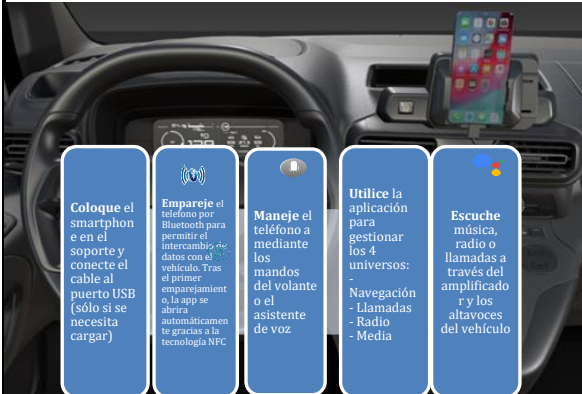 Coloque el
smartphon
e en el
soporte y
conecte el
cable al
puerto USB
(sólo si se
necesita
cargar)
Empareje el
telefono por
Bluetooth para
permitir el
intercambio de
datos con el
vehículo. Tras
el primer
emparejamient
o, la app se
abrira
automáticamen
te gracias a la
tecnología NFC
Maneje el
teléfono a
mediante
los
mandos
del volante
o el
asistente
de voz
Utilice la
aplicación
para
gestionar
los 4
universos:
-
Navegación
- Llamadas
- Radio
- Media
Escuche
música,
radio o
llamadas a
través del
amplificado
r y los
altavoces
del vehículo